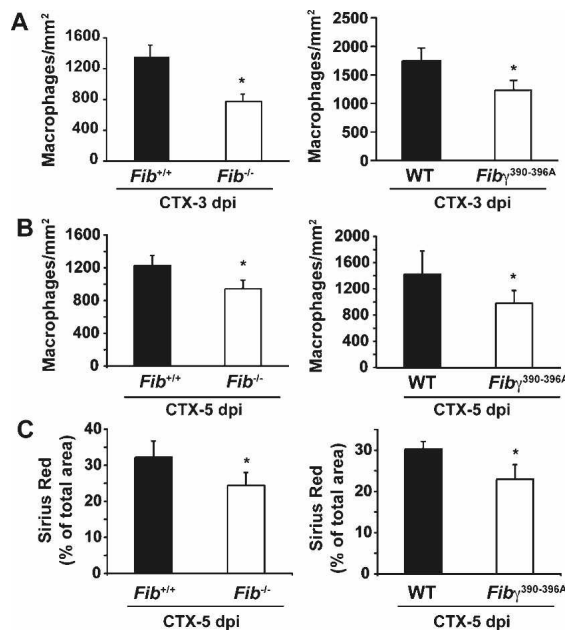 A
Macrophages/mm²
1600
1200
800
400
0
*
Fib+/+
Fib-/-
CTX-3 dpi
Macrophages/mm²
2000
1500
1000
500
0
*
WT
Fibγ390-396A
CTX-3 dpi
B
Macrophages/mm²
1600
1200
800
400
0
*
Fib+/+
Fib-/-
CTX-5 dpi
Macrophages/mm²
2000
1600
1200
800
400
0
*
WT
Fibγ390-396A
CTX-5 dpi
C
Sirius Red
(% of total area)
40
30
20
10
0
*
Fib+/+
Fib-/-
CTX-5 dpi
Sirius Red
(% of total area)
30
20
10
0
*
WT
Fibγ390-396A
CTX-5 dpi